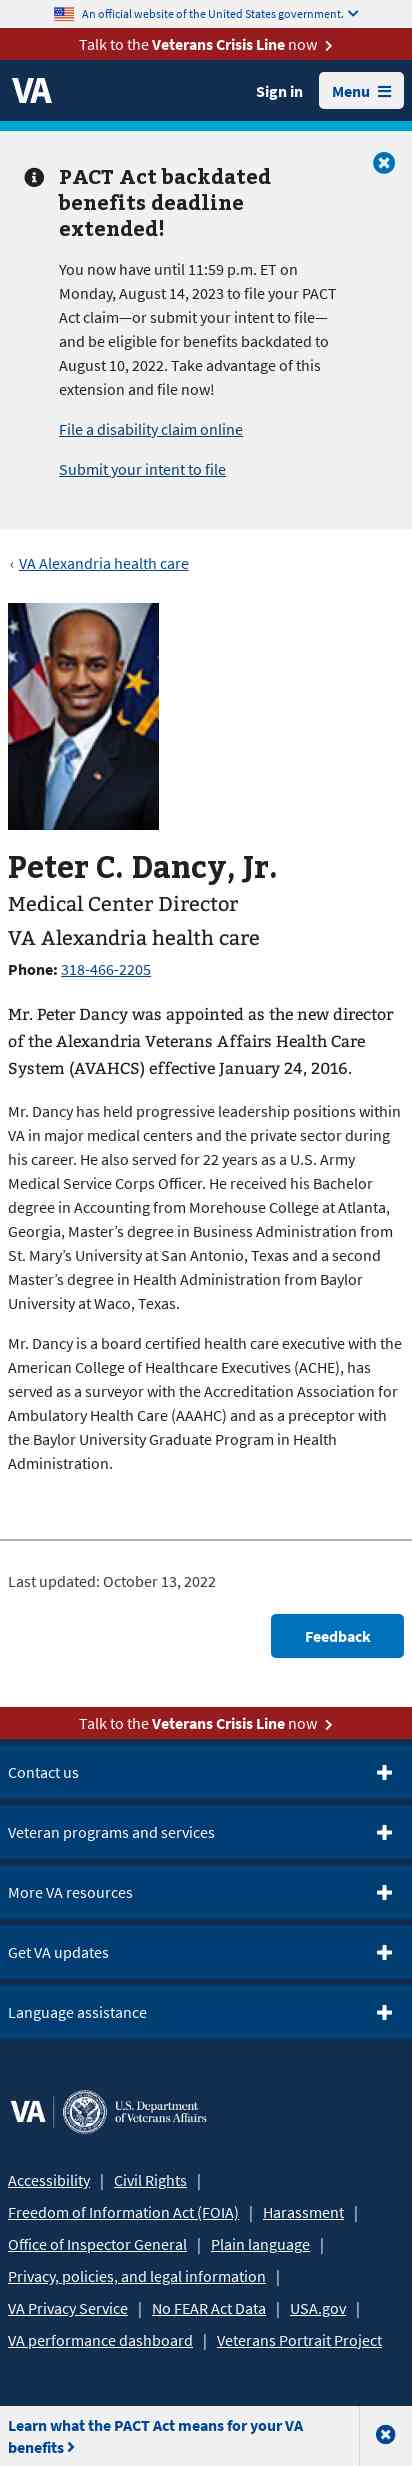 An official website of the United States government.
Talk to the Veterans Crisis Line now
VA
Sign in
Menu
PACT Act backdated
benefits deadline
extended!
You now have until 11:59 p.m. ET on
Monday, August 14, 2023 to file your PACT
Act claim—or submit your intent to file—
and be eligible for benefits backdated to
August 10, 2022. Take advantage of this
extension and file now!
File a disability claim online
Submit your intent to file
‹ VA Alexandria health care
Peter C. Dancy, Jr.
Medical Center Director
VA Alexandria health care
Phone: 318-466-2205
Mr. Peter Dancy was appointed as the new director
of the Alexandria Veterans Affairs Health Care
System (AVAHCS) effective January 24, 2016.
Mr. Dancy has held progressive leadership positions within
VA in major medical centers and the private sector during
his career. He also served for 22 years as a U.S. Army
Medical Service Corps Officer. He received his Bachelor
degree in Accounting from Morehouse College at Atlanta,
Georgia, Master’s degree in Business Administration from
St. Mary’s University at San Antonio, Texas and a second
Master’s degree in Health Administration from Baylor
University at Waco, Texas.
Mr. Dancy is a board certified health care executive with the
American College of Healthcare Executives (ACHE), has
served as a surveyor with the Accreditation Association for
Ambulatory Health Care (AAAHC) and as a preceptor with
the Baylor University Graduate Program in Health
Administration.
Last updated: October 13, 2022
Feedback
Talk to the Veterans Crisis Line now
Contact us
Veteran programs and services
More VA resources
Get VA updates
Language assistance
VA | U.S. Department
of Veterans Affairs
Accessibility | Civil Rights |
Freedom of Information Act (FOIA) | Harassment |
Office of Inspector General | Plain language |
Privacy, policies, and legal information |
VA Privacy Service | No FEAR Act Data | USA.gov |
VA performance dashboard | Veterans Portrait Project
Learn what the PACT Act means for your VA
benefits